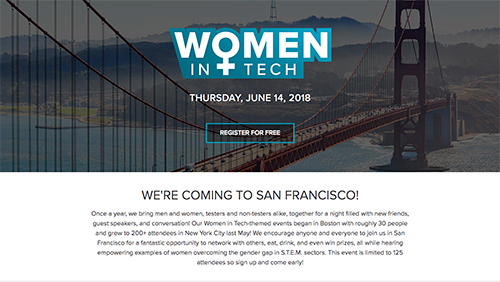 WOMEN
IN TECH
THURSDAY, JUNE 14, 2018
REGISTER FOR FREE
WE'RE COMING TO SAN FRANCISCO!
Once a year, we bring men and women, testers and non-testers alike, together for a night filled with new friends,
guest speakers, and conversation! Our Women in Tech-themed events began in Boston with roughly 30 people
and grew to 200+ attendees in New York City last May! We encourage anyone and everyone to join us in San
Francisco for a fantastic opportunity to network with others, eat, drink, and even win prizes, all while hearing
empowering examples of women overcoming the gender gap in S.T.E.M. sectors. This event is limited to 125
attendees so sign up and come early!